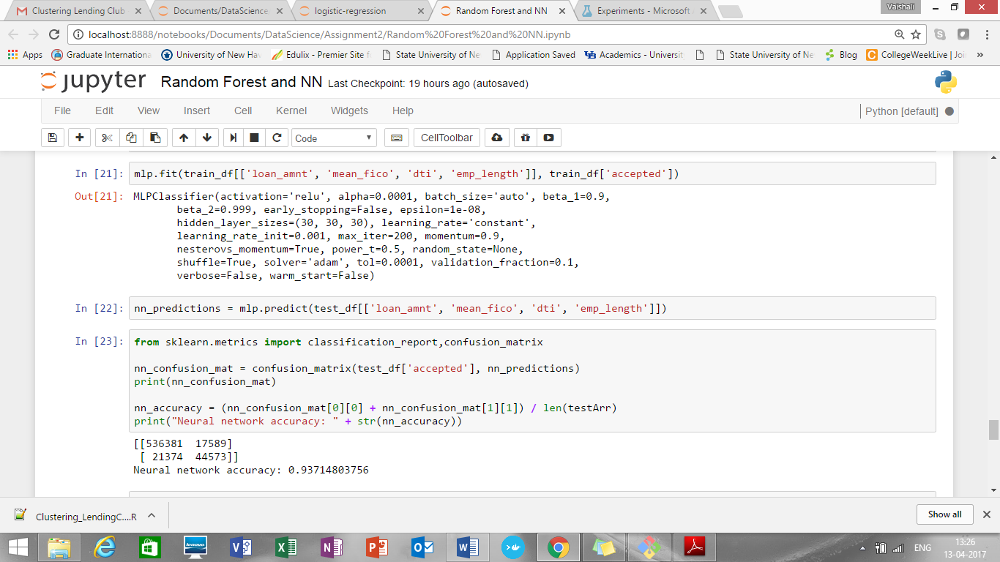 Clustering Lending Club
Documents/DataScience/
logistic-regression
Random Forest and NN
Experiments - Microsoft
Vaishali
localhost:8888/notebooks/Documents/DataScience/Assignment2/Random%20Forest%20and%20NN.ipynb
Apps
Graduate Internationa
University of New Ha
Edulix - Premier Site f
State University of Ne
Application Saved
Academics - Universit
State University of Ne
Blog
CollegeWeekLive | Joi
»
jupyter Random Forest and NN Last Checkpoint: 19 hours ago (autosaved)
File Edit View Insert Cell Kernel Widgets Help
Python [default]
Code
CellToolbar
In [21]: mlp.fit(train_df[['loan_amnt', 'mean_fico', 'dti', 'emp_length']], train_df['accepted'])
Out[21]: MLPClassifier(activation='relu', alpha=0.0001, batch_size='auto', beta_1=0.9,
beta_2=0.999, early_stopping=False, epsilon=1e-08,
hidden_layer_sizes=(30, 30, 30), learning_rate='constant',
learning_rate_init=0.001, max_iter=200, momentum=0.9,
nesterovs_momentum=True, power_t=0.5, random_state=None,
shuffle=True, solver='adam', tol=0.0001, validation_fraction=0.1,
verbose=False, warm_start=False)
In [22]: nn_predictions = mlp.predict(test_df[['loan_amnt', 'mean_fico', 'dti', 'emp_length']])
In [23]: from sklearn.metrics import classification_report,confusion_matrix
nn_confusion_mat = confusion_matrix(test_df['accepted'], nn_predictions)
print(nn_confusion_mat)
nn_accuracy = (nn_confusion_mat[0][0] + nn_confusion_mat[1][1]) / len(testArr)
print("Neural network accuracy: " + str(nn_accuracy))
[[536381 17589]
[ 21374 44573]]
Neural network accuracy: 0.93714803756
Clustering_LendingC....R
Show all
lenovo
ENG
13:26
13-04-2017